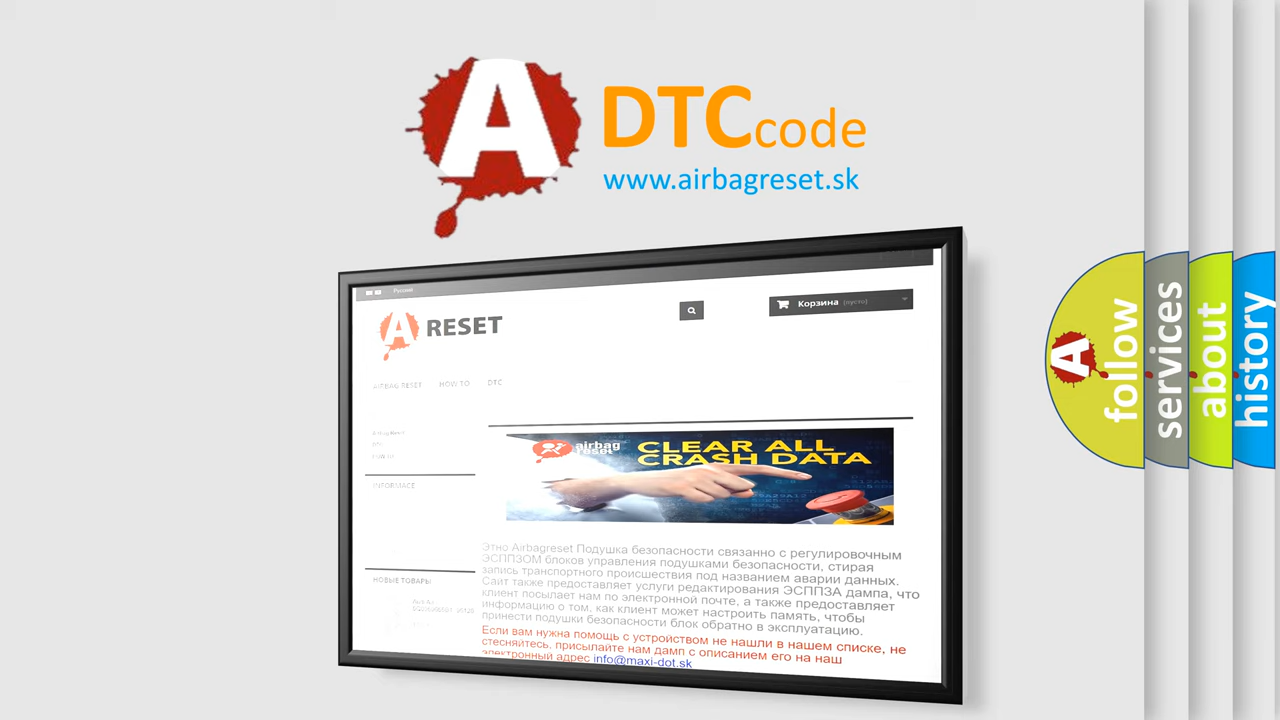 A DTCcode
www.airbagreset.sk
Русский
A RESET
Корзина (пусто)
AIRBAG RESET HOW TO DTC
INFORMACE
airbag
reset
CLEAR ALL
CRASH DATA
Этно Airbagreset Подушка безопасности связанно с регулировочным
ЭСППЗОМ блоков управления подушками безопасности, стирая
запись транспортного происшествия под названием аварии данных.
Сайт также предоставляет услуги редактирования ЭСППЗА дампа, что
клиент посылает нам по электронной почте, а также предоставляет
информацию о том, как клиент может настроить память, чтобы
принести подушки безопасности блок обратно в эксплуатацию.
Если вам нужна помощь с устройством не нашли в нашем списке, не
стесняйтесь, присылайте нам дамп с описанием его на наш
электронный адрес info@maxi-dot.sk
НОВЫЕ ТОВАРЫ
A
follow
services
about
history